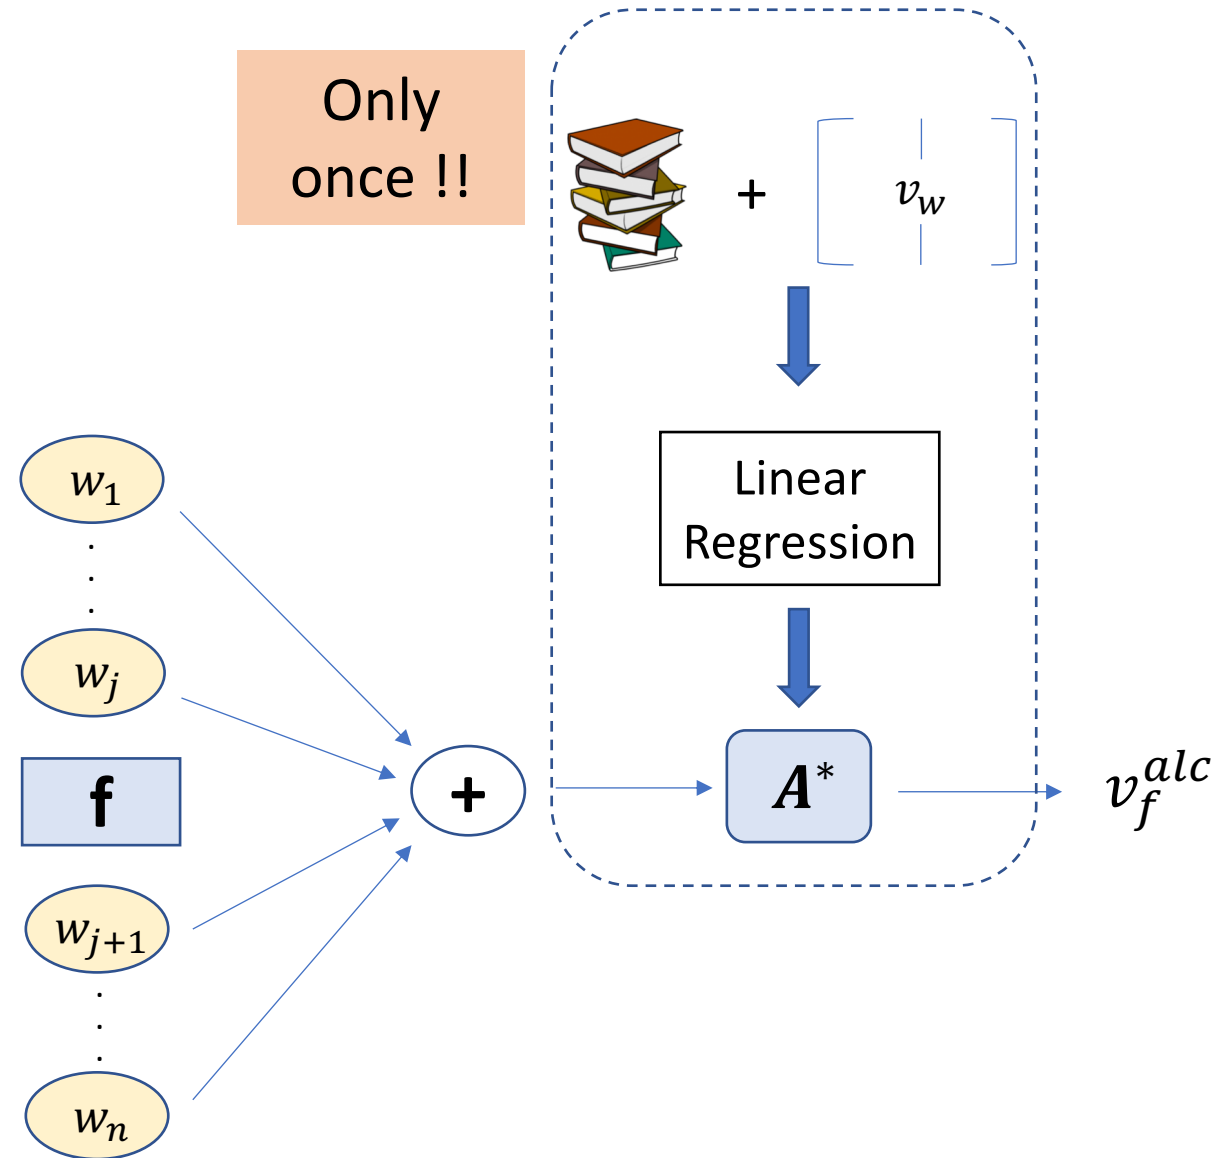 Only
once !!
+
v_w
Linear
Regression
w_1
.
.
.
w_j
f
+
A*
v_f^{alc}
w_{j+1}
.
.
.
w_n